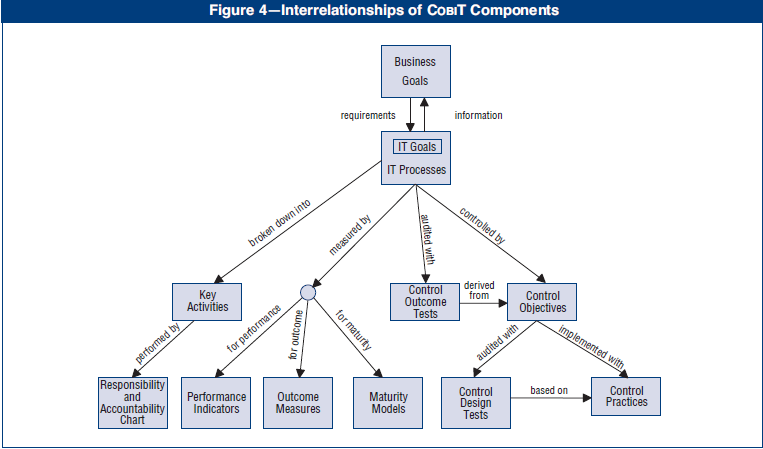 Figure 4—Interrelationships of COBIT Components
Business
Goals
requirements
information
IT Goals
IT Processes
broken down into
measured by
audited with
controlled by
Key
Activities
Control
Outcome
Tests
derived
from
Control
Objectives
performed by
for performance
for outcome
for maturity
audited with
implemented with
Responsibility
and
Accountability
Chart
Performance
Indicators
Outcome
Measures
Maturity
Models
Control
Design
Tests
based on
Control
Practices